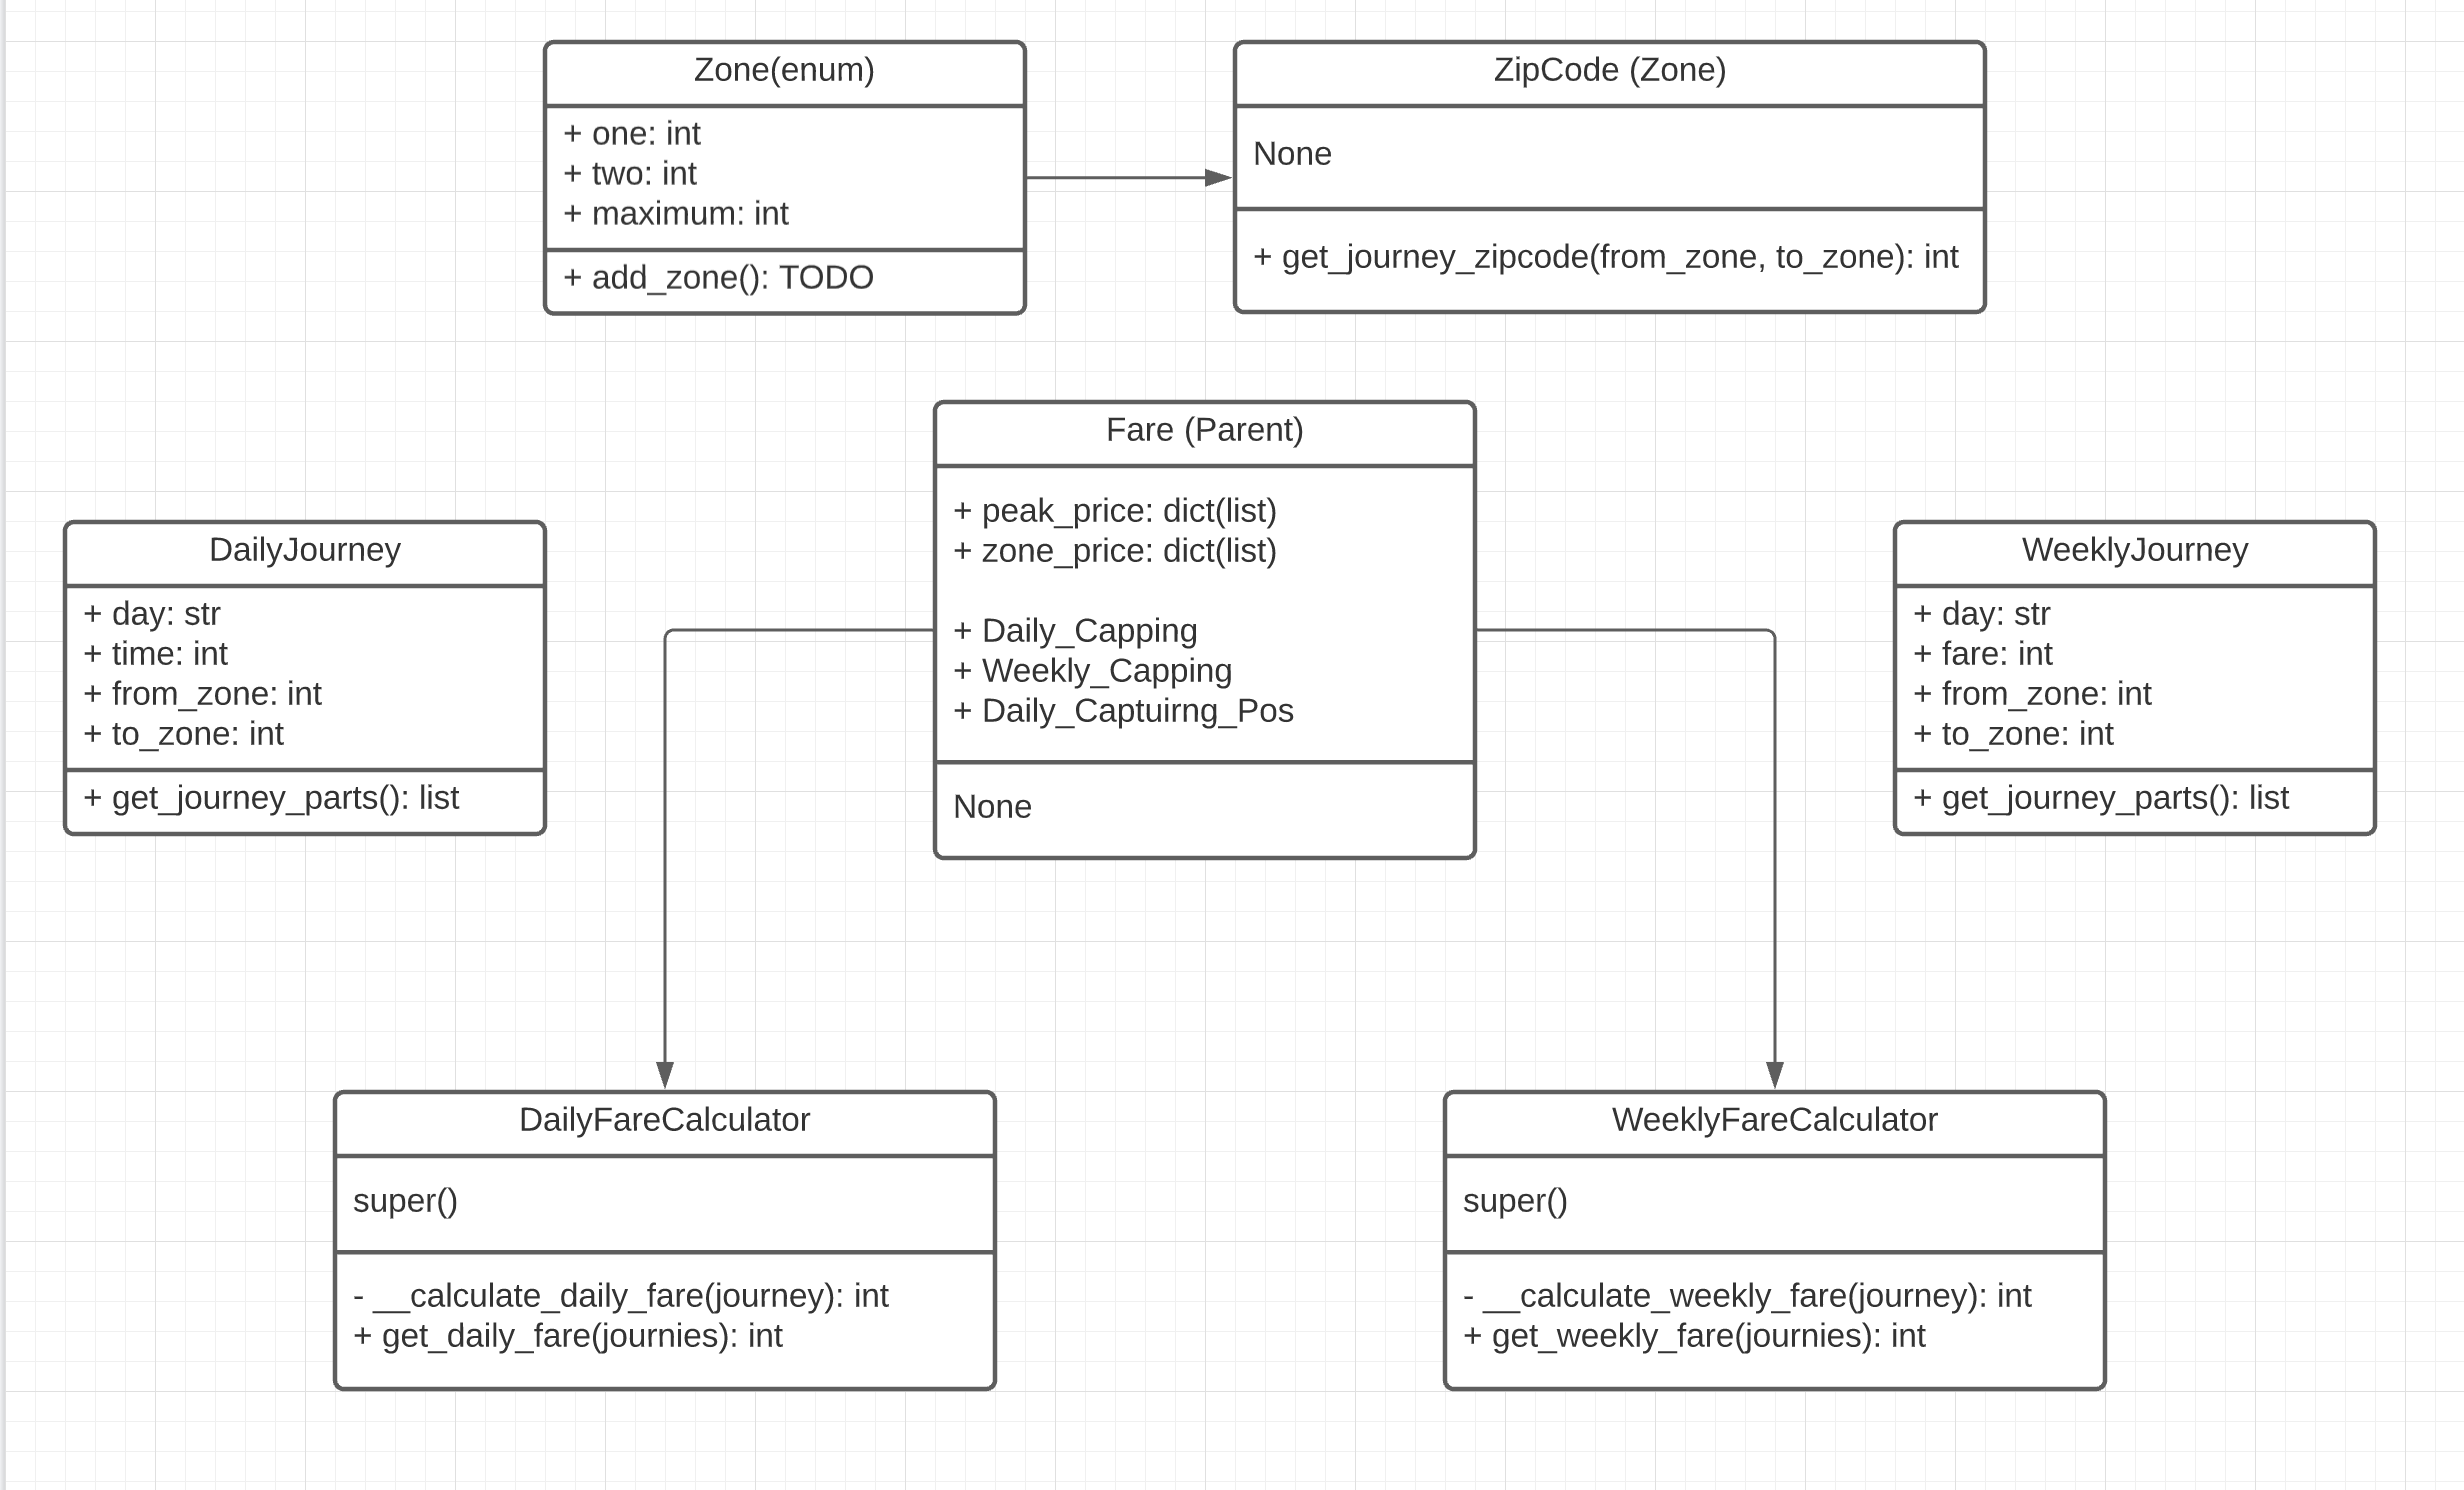 Zone(enum)
+ one: int
+ two: int
+ maximum: int
+ add_zone(): TODO
ZipCode (Zone)
None
+ get_journey_zipcode(from_zone, to_zone): int
Fare (Parent)
+ peak_price: dict(list)
+ zone_price: dict(list)
+ Daily_Capping
+ Weekly_Capping
+ Daily_Captuirng_Pos
None
DailyJourney
+ day: str
+ time: int
+ from_zone: int
+ to_zone: int
+ get_journey_parts(): list
WeeklyJourney
+ day: str
+ fare: int
+ from_zone: int
+ to_zone: int
+ get_journey_parts(): list
DailyFareCalculator
super()
- __calculate_daily_fare(journey): int
+ get_daily_fare(journies): int
WeeklyFareCalculator
super()
- __calculate_weekly_fare(journey): int
+ get_weekly_fare(journies): int